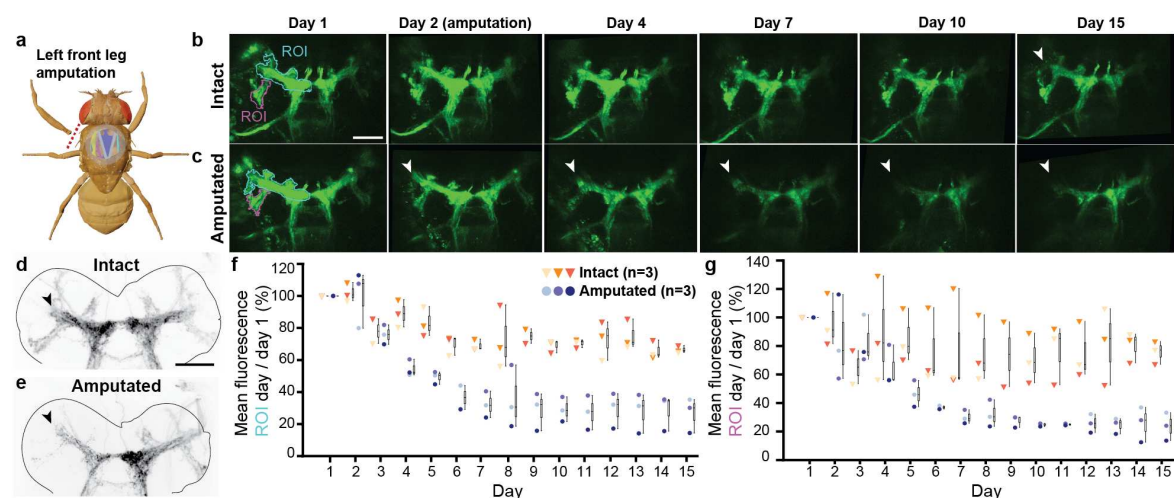 Day 1 Day 2 (amputation) Day 4 Day 7 Day 10 Day 15
a
Left front leg
amputation
b
Intact
ROI
ROI
c
Amputated
d
Intact
e
Amputated
f
Mean fluorescence
ROI day / day 1 (%)
120
100
80
60
40
20
0
Intact (n=3)
Amputated (n=3)
1 2 3 4 5 6 7 8 9 10 11 12 13 14 15
Day
g
Mean fluorescence
ROI day / day 1 (%)
140
120
100
80
60
40
20
0
1 2 3 4 5 6 7 8 9 10 11 12 13 14 15
Day